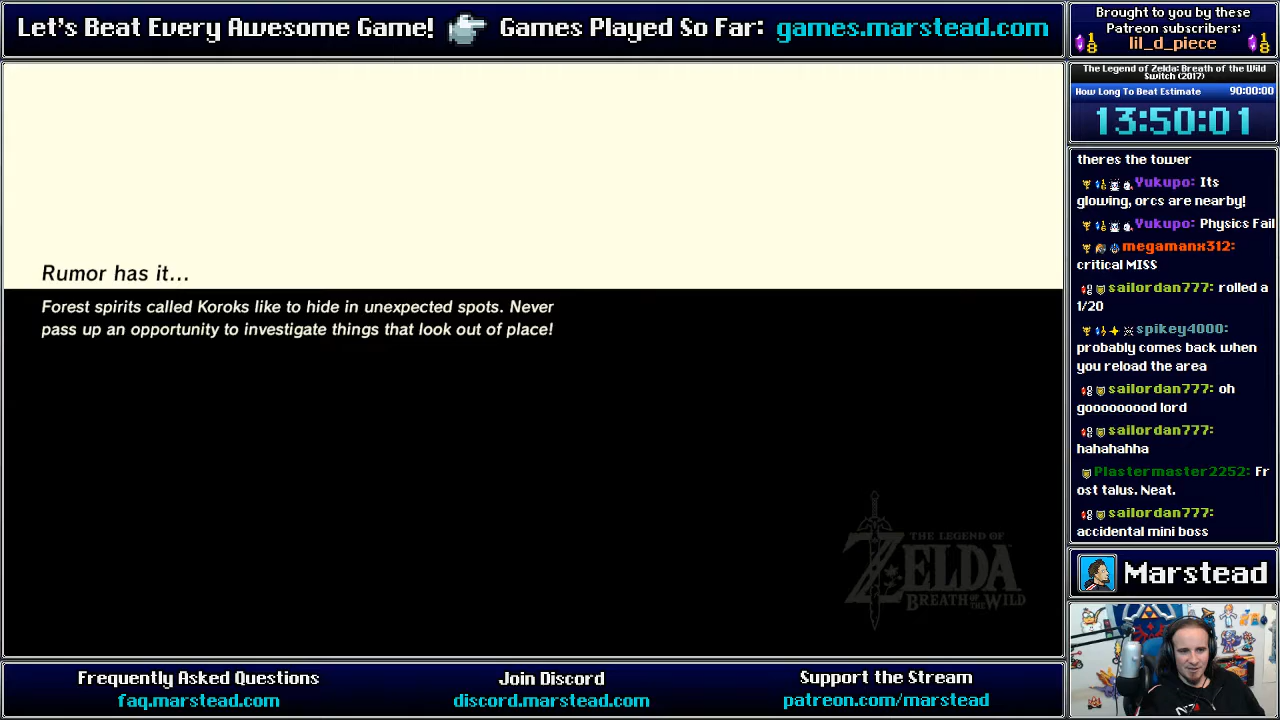 Let's Beat Every Awesome Game! Games Played So Far: games.marstead.com
Brought to you by these
Patreon subscribers:
lil_d_piece
Rumor has it...
Forest spirits called Koroks like to hide in unexpected spots. Never
pass up an opportunity to investigate things that look out of place!
THE LEGEND OF
ZELDA
BREATH OF THE WILD
The Legend of Zelda: Breath of the Wild
Switch (2017)
How Long To Beat Estimate 90:00:00
13:50:01
theres the tower
Yukupo: Its
glowing, orcs are nearby!
Yukupo: Physics Fail
megamanx312:
critical MISS
sailordan777: rolled a
1/20
spikey4000:
probably comes back when
you reload the area
sailordan777: oh
goooooood lord
sailordan777:
hahahahha
Plastermaster2252: Fr
ost talus. Neat.
sailordan777:
accidental mini boss
Marstead
Frequently Asked Questions
faq.marstead.com
Join Discord
discord.marstead.com
Support the Stream
patreon.com/marstead
N7